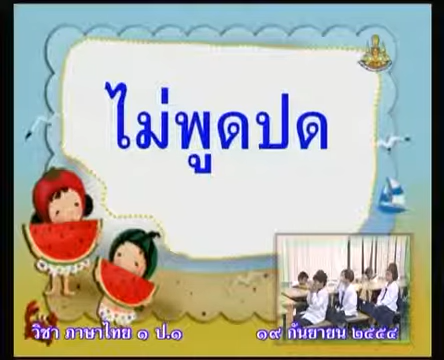 ไม่พูดปด
วิชา ภาษาไทย ๑ ป.๑
๑๙ กันยายน ๒๕๕๔